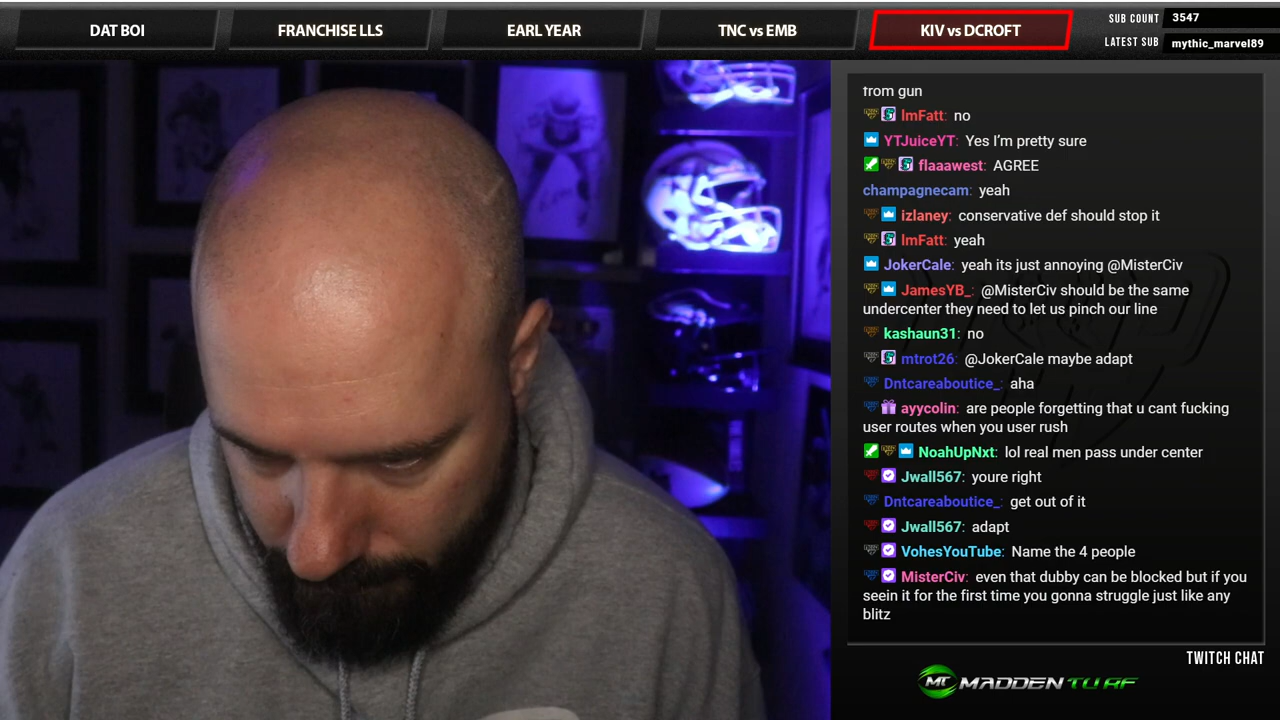 DAT BOI
FRANCHISE LLS
EARL YEAR
TNC vs EMB
KIV vs DCROFT
SUB COUNT 3547
LATEST SUB mythic_marvel89
from gun
ImFatt: no
YTJuiceYT: Yes I'm pretty sure
flaaawest: AGREE
champagnecam: yeah
izlaney: conservative def should stop it
ImFatt: yeah
JokerCale: yeah its just annoying @MisterCiv
JamesYB_: @MisterCiv should be the same
undercenter they need to let us pinch our line
kashaun31: no
mtrot26: @JokerCale maybe adapt
Dntcareaboutice_: aha
ayycolin: are people forgetting that u cant fucking
user routes when you user rush
NoahUpNxt: lol real men pass under center
Jwall567: youre right
Dntcareaboutice_: get out of it
Jwall567: adapt
VohesYouTube: Name the 4 people
MisterCiv: even that dubby can be blocked but if you
seein it for the first time you gonna struggle just like any
blitz
TWITCH CHAT
MT MADDEN TURF